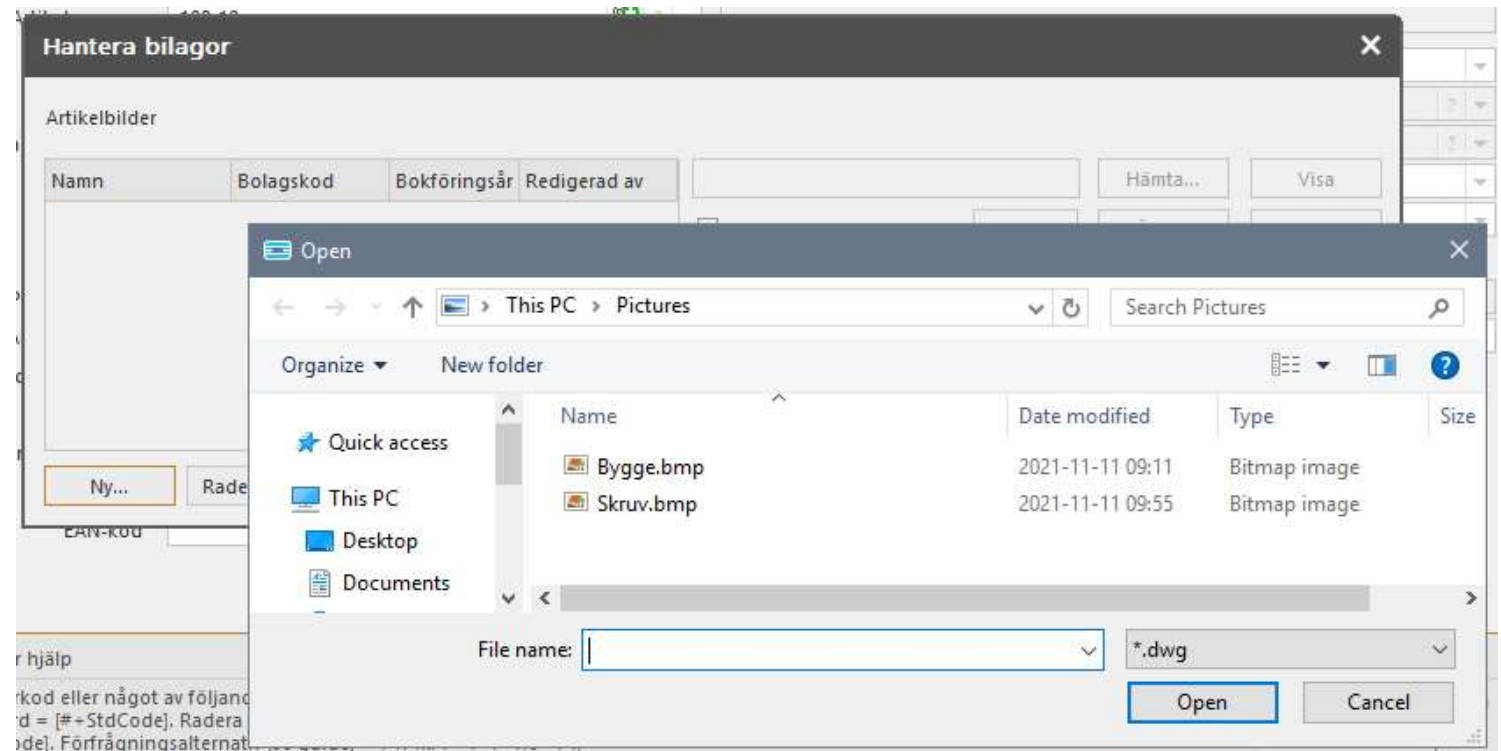 Hantera bilagor
Artikelbilder
Namn Bolagskod Bokföringsår Redigerad av
Hämta... Visa
Open
This PC > Pictures
Search Pictures
Organize New folder
Name Date modified Type Size
Quick access
This PC
Desktop
Documents
Bygge.bmp 2021-11-11 09:11 Bitmap image
Skruv.bmp 2021-11-11 09:55 Bitmap image
Ny... Rade
EAN-kod
File name: *.dwg
Open Cancel
r hjälp
rkod eller något av följand
rd = [#+StdCode], Radera
ode], Förfrågningsalternat